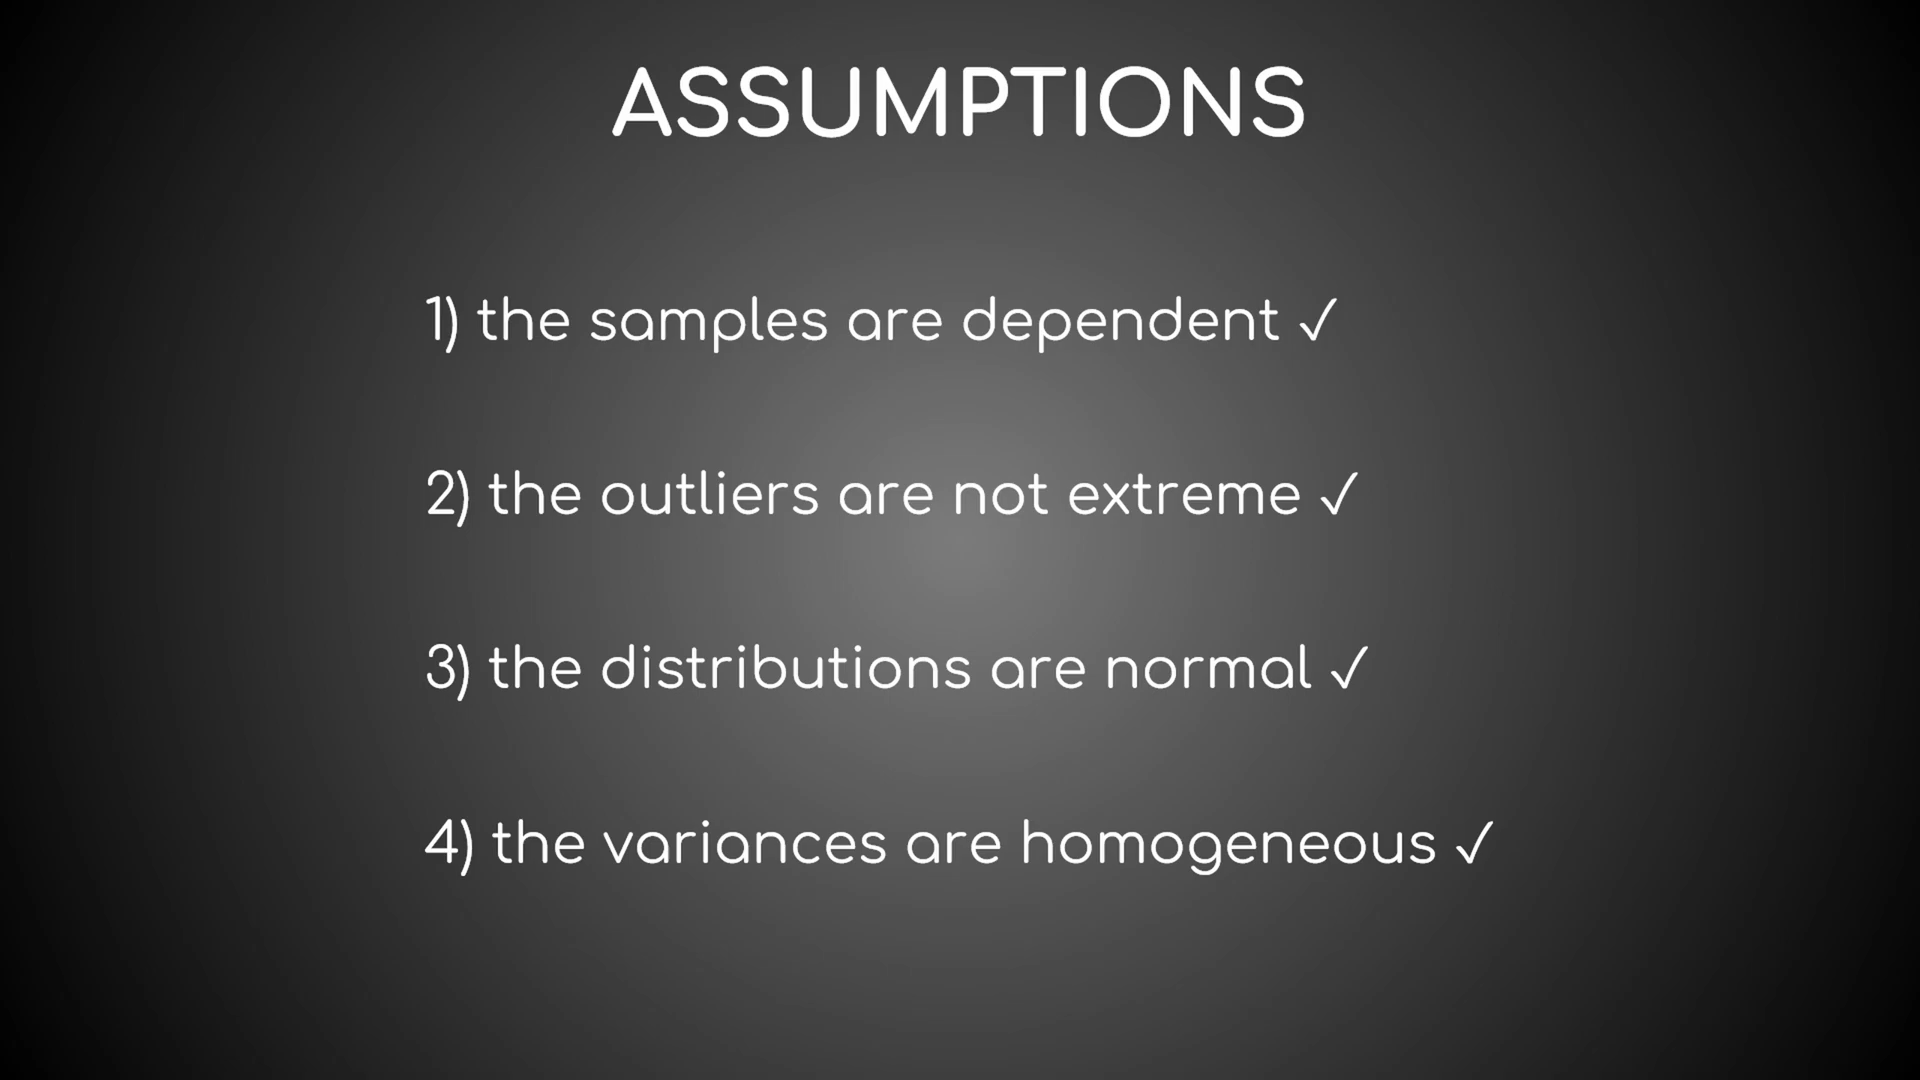 ASSUMPTIONS
1) the samples are dependent ✓
2) the outliers are not extreme ✓
3) the distributions are normal ✓
4) the variances are homogeneous ✓